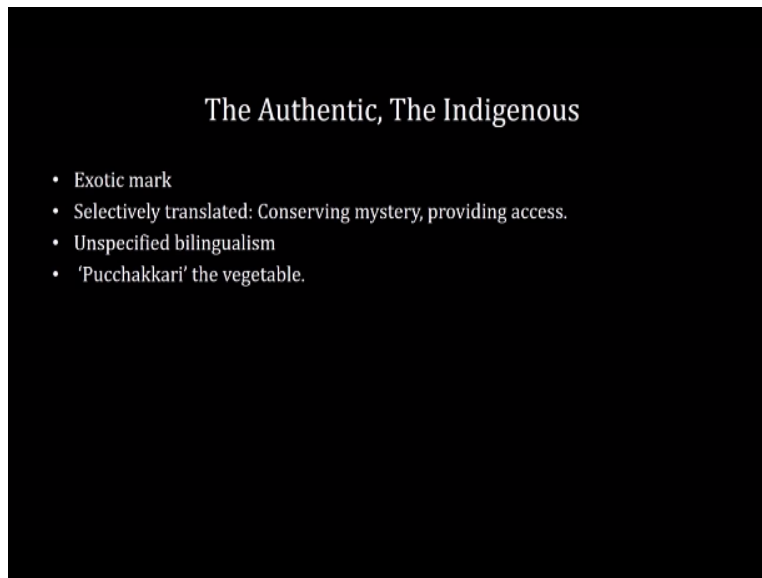 The Authentic, The Indigenous
• Exotic mark
• Selectively translated: Conserving mystery, providing access.
• Unspecified bilingualism
• ‘Pucchakkari’ the vegetable.